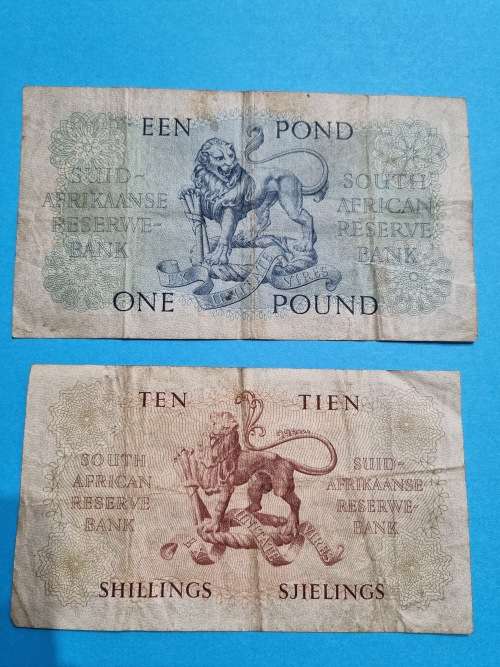 EEN POND
SUID-
AFRIKAANSE
RESERWE-
BANK
SOUTH
AFRICAN
RESERVE
BANK
VIRES
ONE POUND
TEN TIEN
SOUTH
AFRICAN
RESERVE
BANK
SUID-
AFRIKAANSE
RESERWE-
BANK
SHILLINGS SJIELINGS